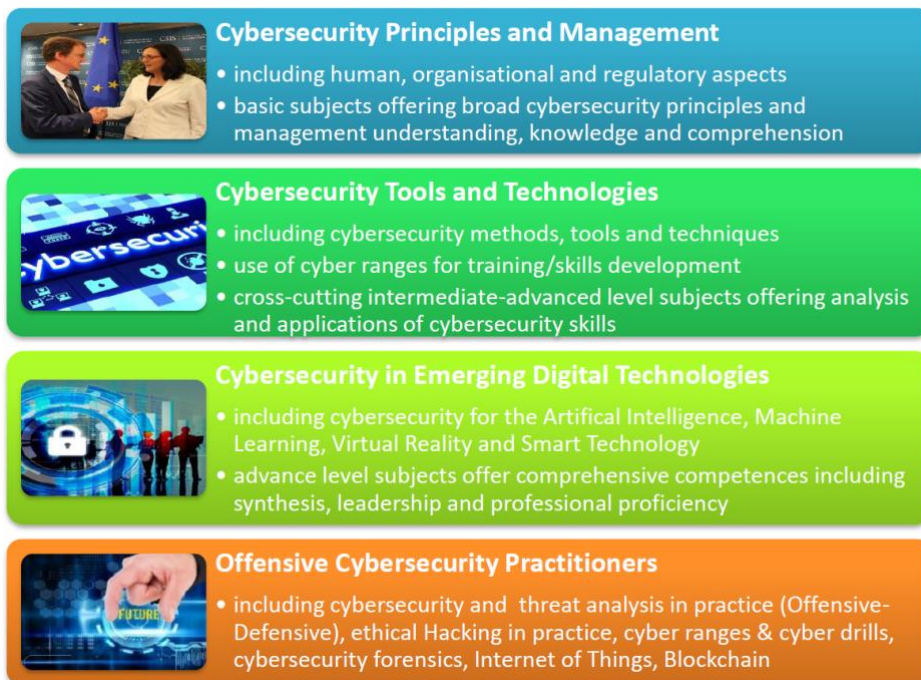 Cybersecurity Principles and Management
• including human, organisational and regulatory aspects
• basic subjects offering broad cybersecurity principles and
management understanding, knowledge and comprehension
Cybersecurity Tools and Technologies
cybersecuri
• including cybersecurity methods, tools and techniques
• use of cyber ranges for training/skills development
• cross-cutting intermediate-advanced level subjects offering analysis
and applications of cybersecurity skills
Cybersecurity in Emerging Digital Technologies
• including cybersecurity for the Artifical Intelligence, Machine
Learning, Virtual Reality and Smart Technology
• advance level subjects offer comprehensive competences including
synthesis, leadership and professional proficiency
Offensive Cybersecurity Practitioners
FUTURE
• including cybersecurity and  threat analysis in practice (Offensive-
Defensive), ethical Hacking in practice, cyber ranges & cyber drills,
cybersecurity forensics, Internet of Things, Blockchain